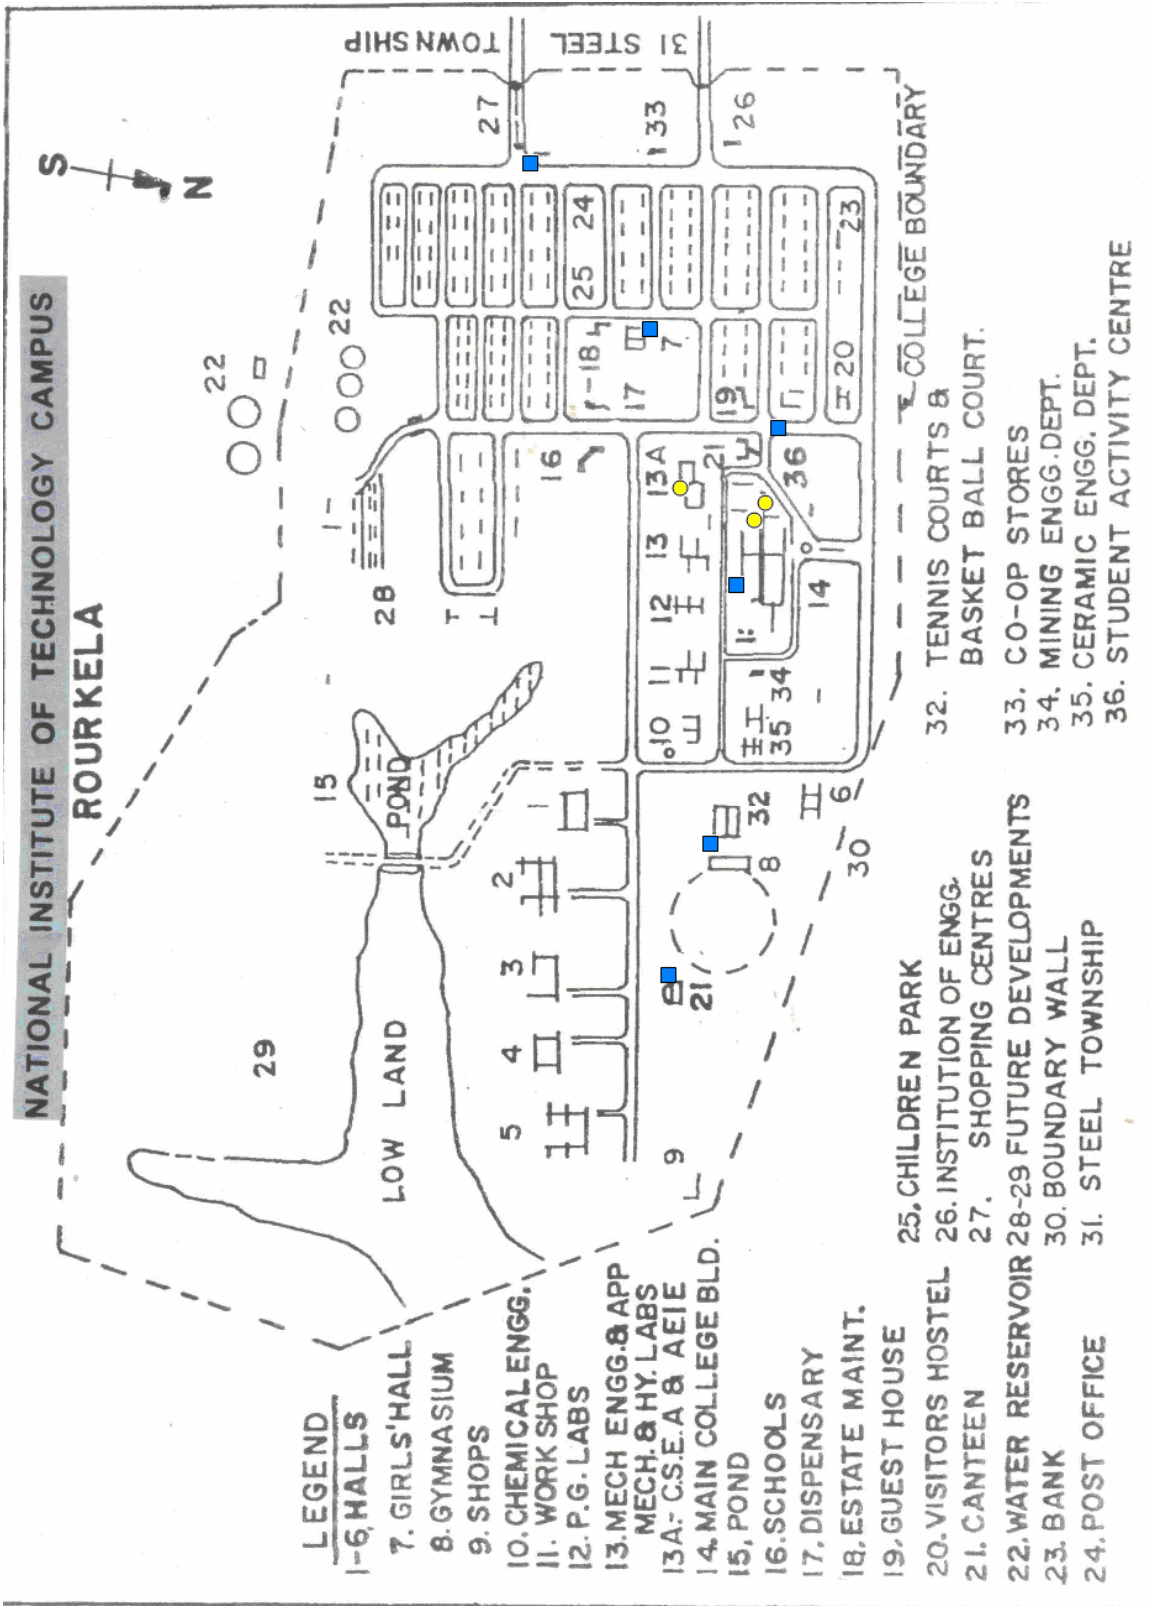 NATIONAL INSTITUTE OF TECHNOLOGY CAMPUS
ROURKELA
S
N
TOWNSHIP
31 STEEL
27
33
26
22
22
25 24
23
18
17
7
19
20
16
13A
21
36
28
13
12
11
10
14
34
35
15
POND
1
2
3
4
5
32
8
6
30
21
9
29
LOW LAND
COLLEGE BOUNDARY
LEGEND
1-6, HALLS
7. GIRLS' HALL
8. GYMNASIUM
9. SHOPS
10. CHEMICAL ENGG.
11. WORK SHOP
12. P.G. LABS
13. MECH ENGG. & APP
MECH. & HY. LABS
13A.- C.S.E.A & AEIE
14. MAIN COLLEGE BLD.
15, POND
16. SCHOOLS
17. DISPENSARY
18. ESTATE MAINT.
19. GUEST HOUSE
20. VISITORS HOSTEL
21. CANTEEN
22. WATER RESERVOIR
23. BANK
24. POST OFFICE
25. CHILDREN PARK
26. INSTITUTION OF ENGG.
27. SHOPPING CENTRES
28-29 FUTURE DEVELOPMENTS
30. BOUNDARY WALL
31. STEEL TOWNSHIP
32. TENNIS COURTS &
BASKET BALL COURT.
33. CO-OP STORES
34. MINING ENGG. DEPT.
35. CERAMIC ENGG. DEPT.
36. STUDENT ACTIVITY CENTRE